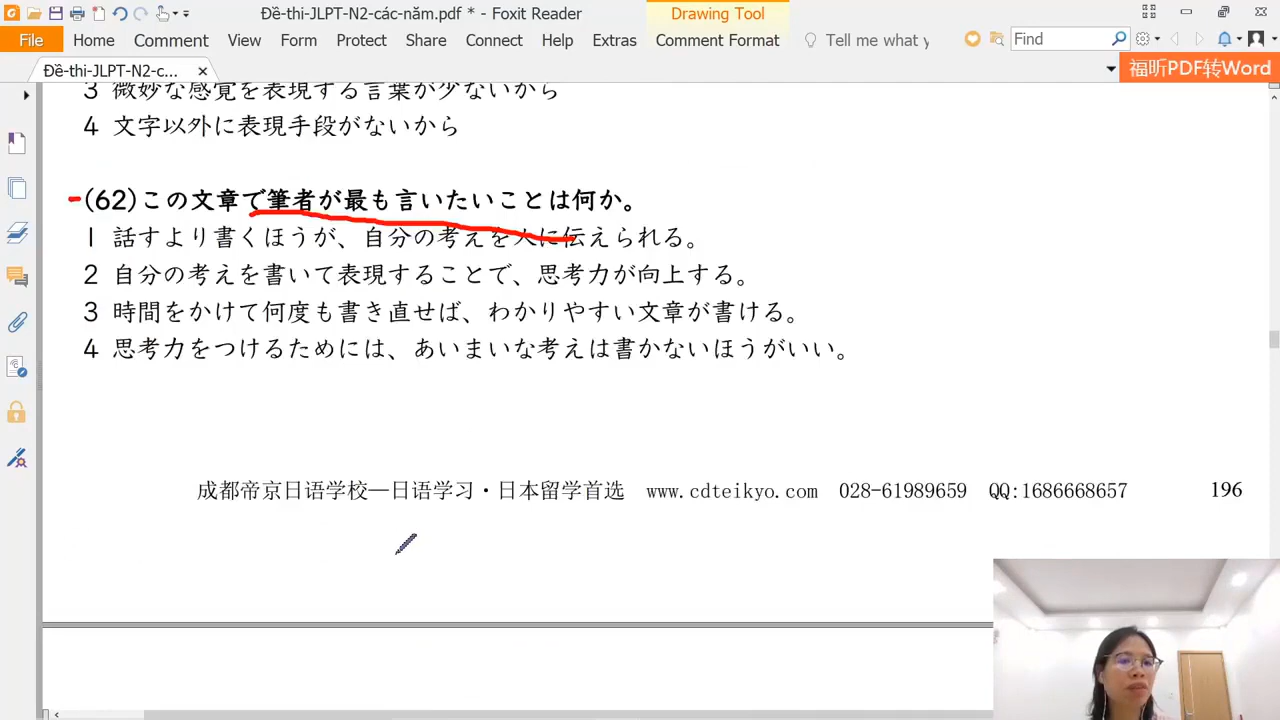 Đề-thi-JLPT-N2-các-năm.pdf * - Foxit Reader
Drawing Tool
File Home Comment View Form Protect Share Connect Help Extras Comment Format Tell me what y Find
Đề-thi-JLPT-N2-c... 福昕PDF转Word
3 微妙な感覚を表現する言葉が少ないから
4 文字以外に表現手段がないから
(62)この文章で筆者が最も言いたいことは何か。
1 話すより書くほうが、自分の考えを人に伝えられる。
2 自分の考えを書いて表現することで、思考力が向上する。
3 時間をかけて何度も書き直せば、わかりやすい文章が書ける。
4 思考力をつけるためには、あいまいな考えは書かないほうがいい。
成都帝京日语学校—日语学习・日本留学首选 www.cdteikyo.com 028-61989659 QQ:1686668657 196